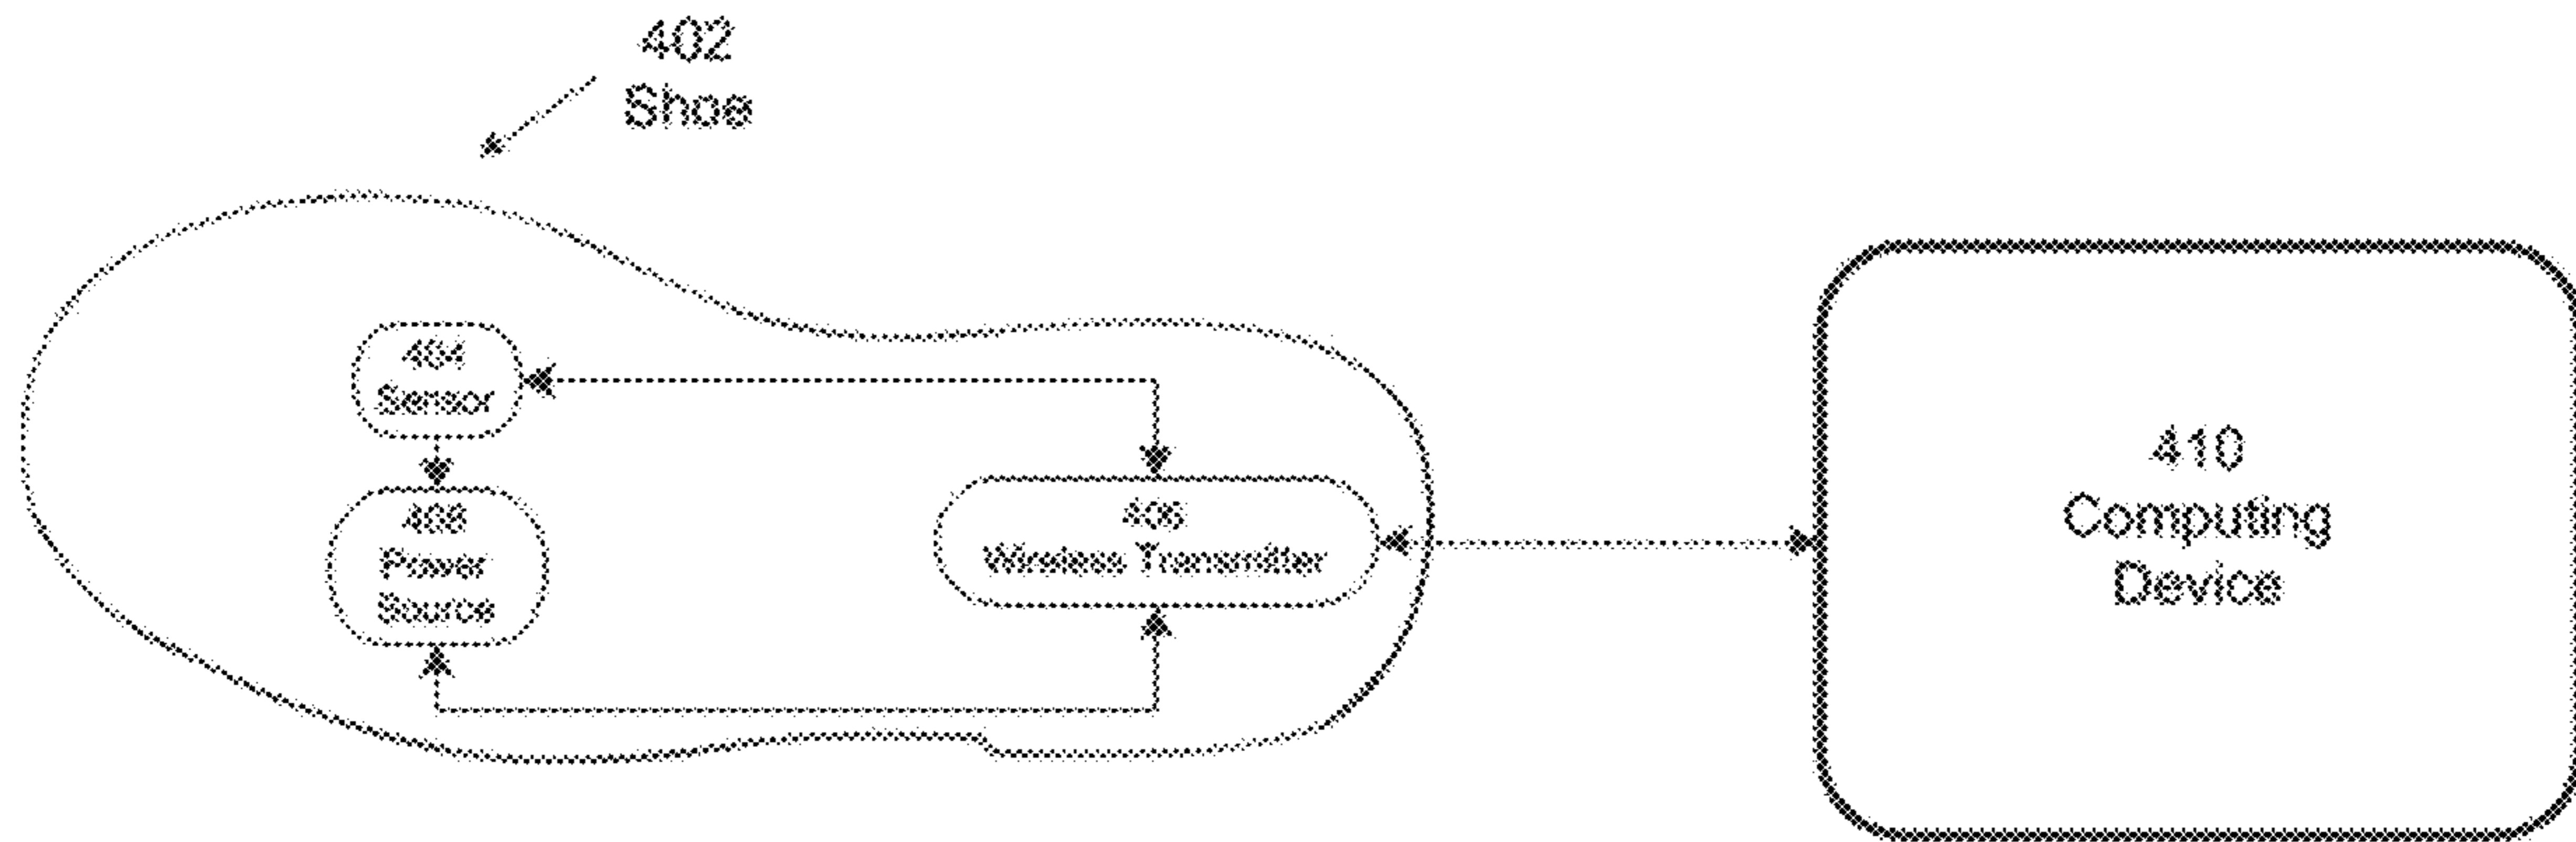 402
Shoe
404
Sensor
408
Power
Source
406
Wireless Transmitter
410
Computing
Device